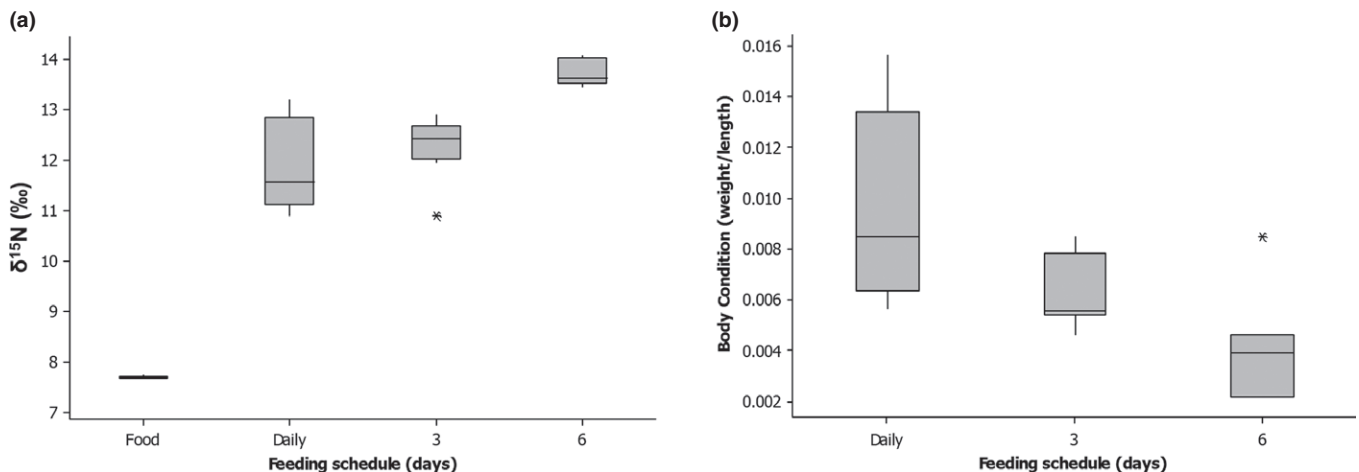 (a)
δ¹⁵N (‰)
14
13
12
11
10
9
8
7
*
Food Daily 3 6
Feeding schedule (days)
(b)
Body Condition (weight/length)
0.016
0.014
0.012
0.010
0.008
0.006
0.004
0.002
*
Daily 3 6
Feeding schedule (days)